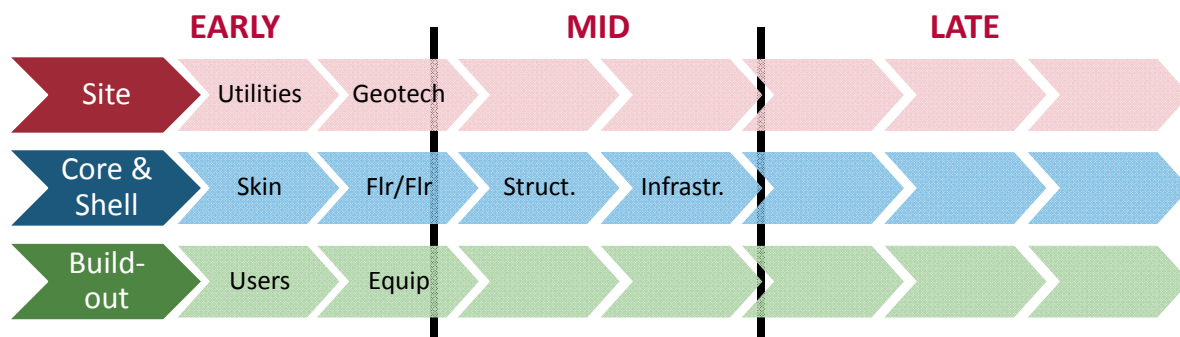 EARLY MID LATE
Site Utilities Geotech
Core &
Shell Skin Flr/Flr Struct. Infrastr.
Build-
out Users Equip